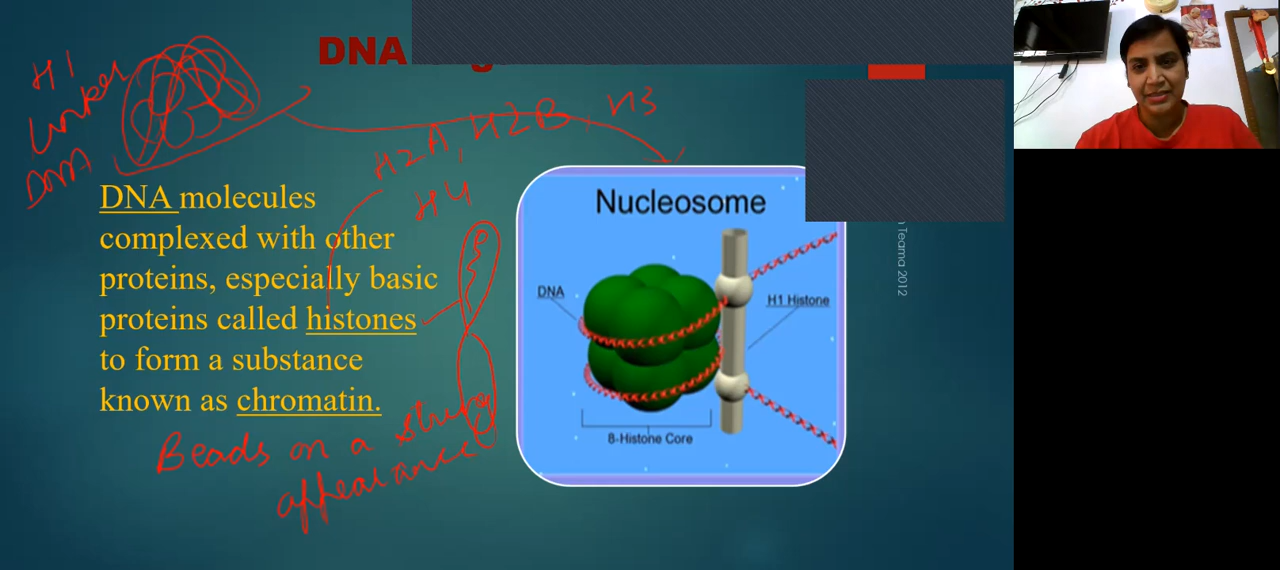 DNA
H1
linker
DNA
H2A, H2B, H3
H4
DNA molecules
complexed with other
proteins, especially basic
proteins called histones
to form a substance
known as chromatin.
Beads on a string
appearance
Nucleosome
DNA
H1 Histone
8-Histone Core
Teama 2012